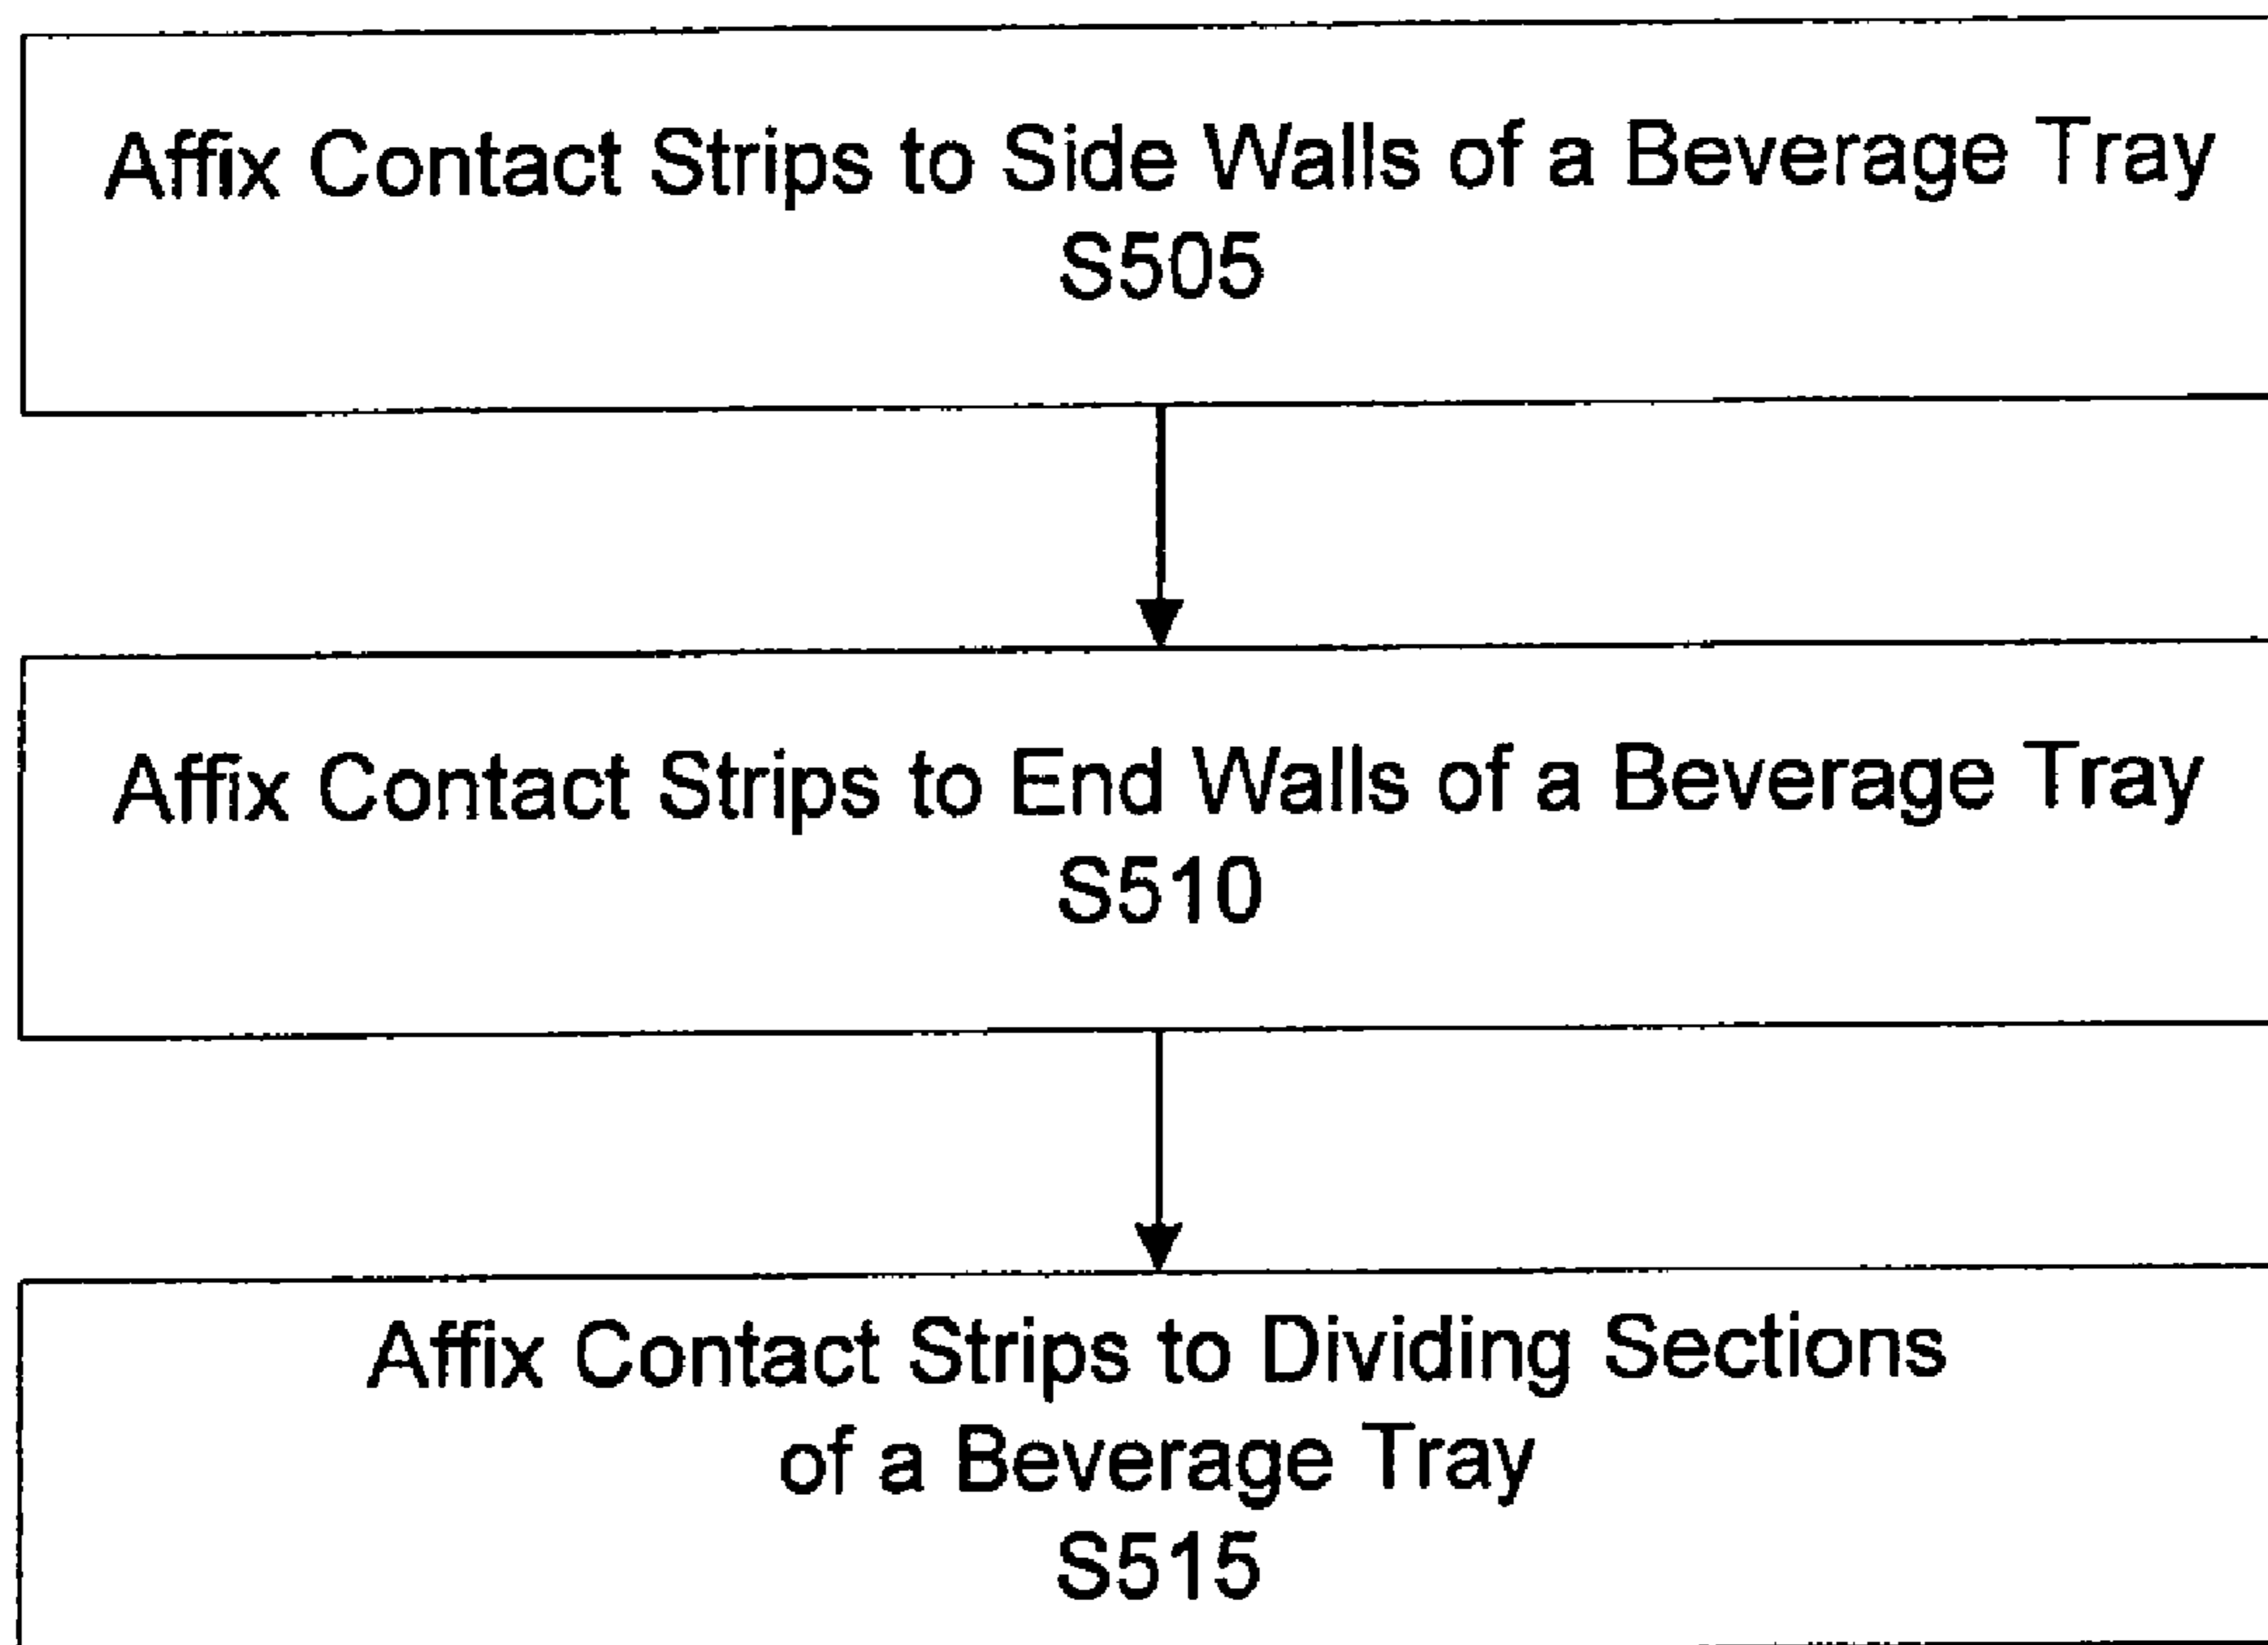 Affix Contact Strips to Side Walls of a Beverage Tray
S505
Affix Contact Strips to End Walls of a Beverage Tray
S510
Affix Contact Strips to Dividing Sections
of a Beverage Tray
S515